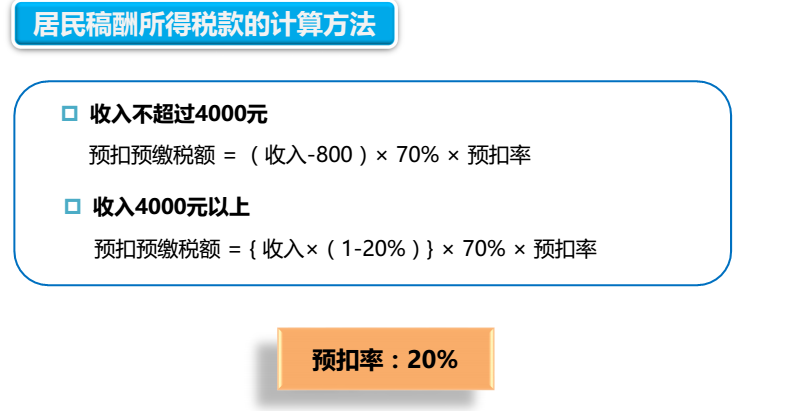 居民稿酬所得税款的计算方法
收入不超过4000元
预扣预缴税额 = （收入-800）× 70% × 预扣率
收入4000元以上
预扣预缴税额 = { 收入×（1-20%）} × 70% × 预扣率
预扣率：20%